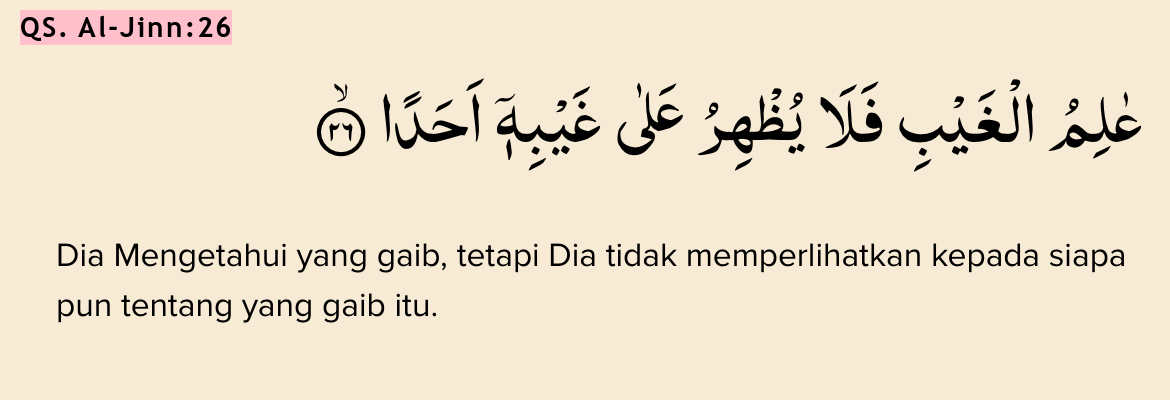 QS. Al-Jinn:26
عٰلِمُ الْغَيْبِ فَلَا يُظْهِرُ عَلٰى غَيْبِهٖٓ اَحَدًاۙ ٢٦
Dia Mengetahui yang gaib, tetapi Dia tidak memperlihatkan kepada siapa
pun tentang yang gaib itu.